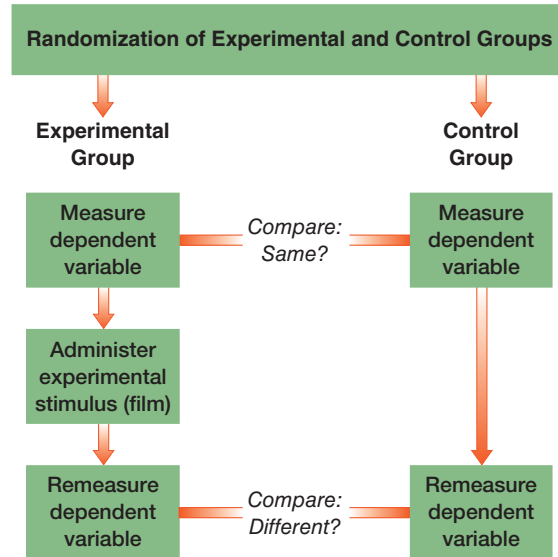 Randomization of Experimental and Control Groups
Experimental
Group
Control
Group
Measure
dependent
variable
Compare:
Same?
Measure
dependent
variable
Administer
experimental
stimulus (film)
Remeasure
dependent
variable
Compare:
Different?
Remeasure
dependent
variable